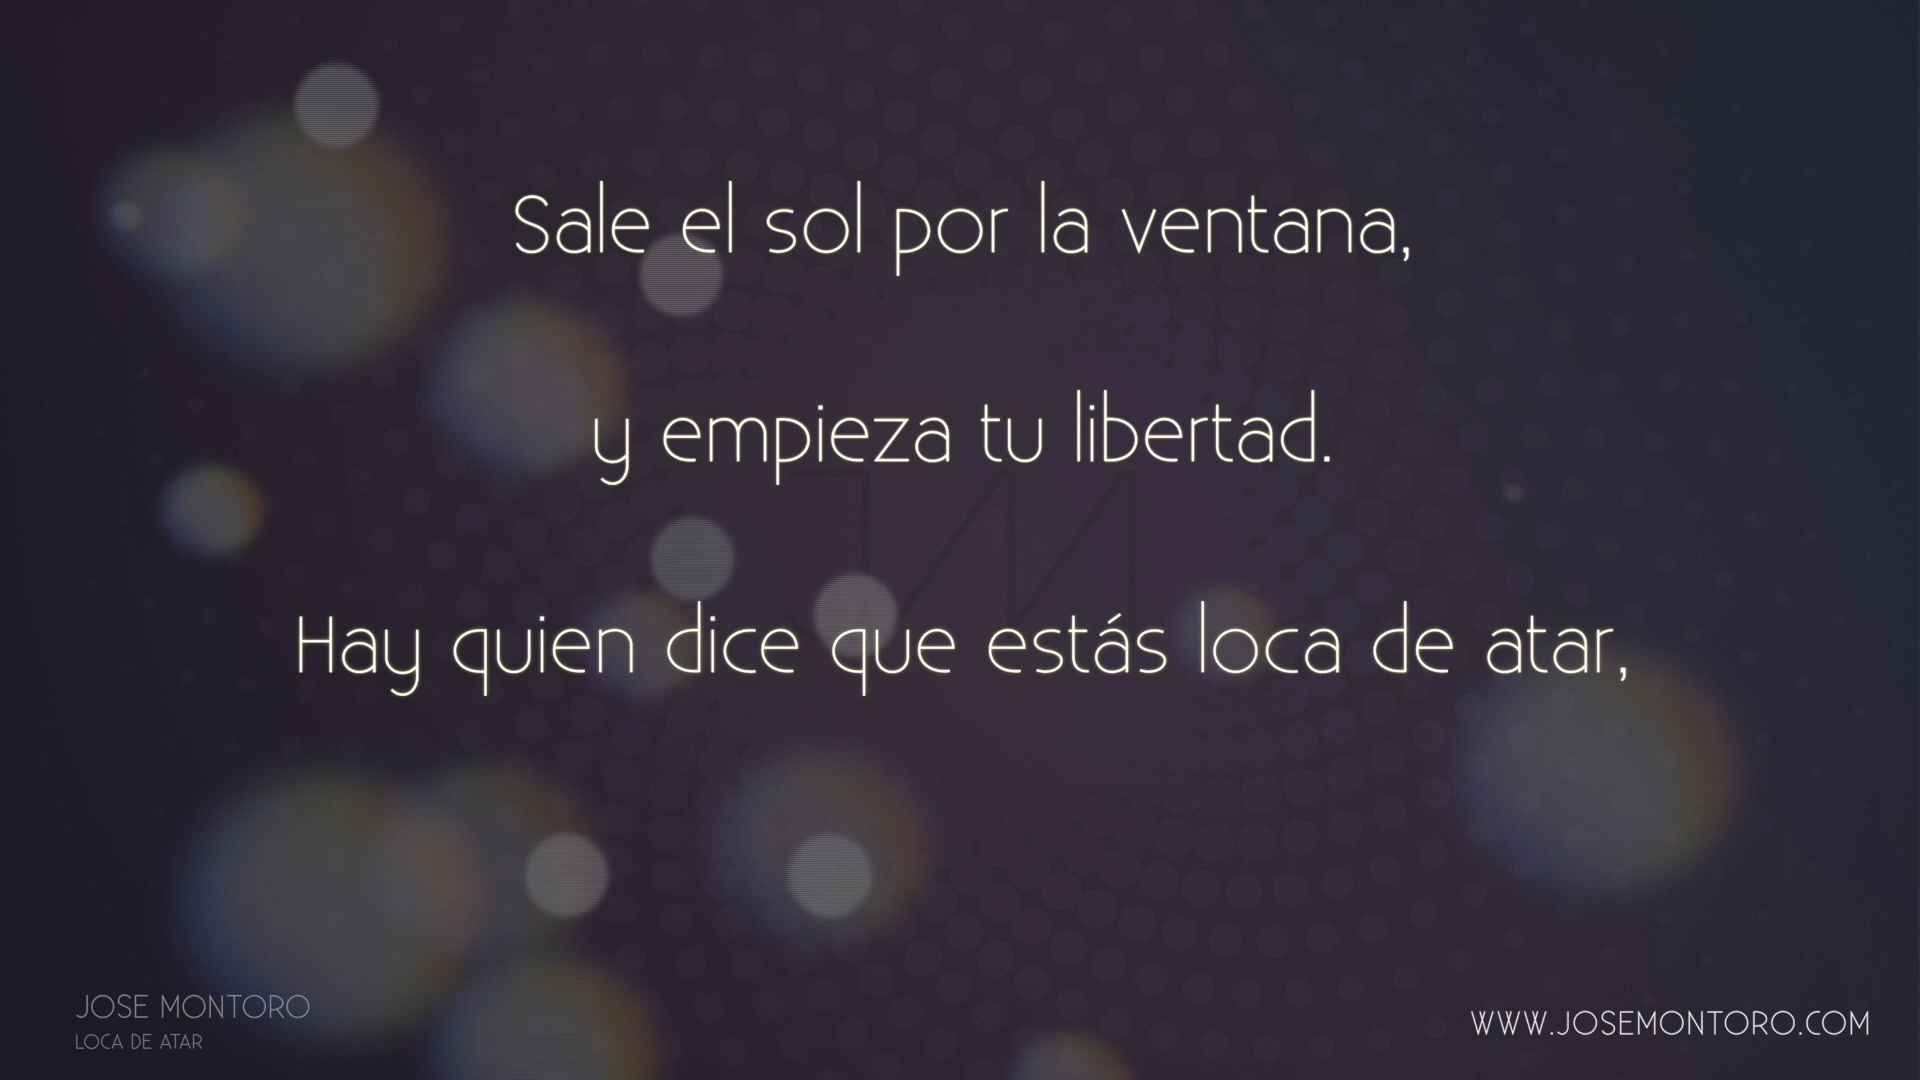 Sale el sol por la ventana,
y empieza tu libertad.
Hay quien dice que estás loca de atar,
JM
JOSE MONTORO
LOCA DE ATAR
WWW.JOSEMONTORO.COM